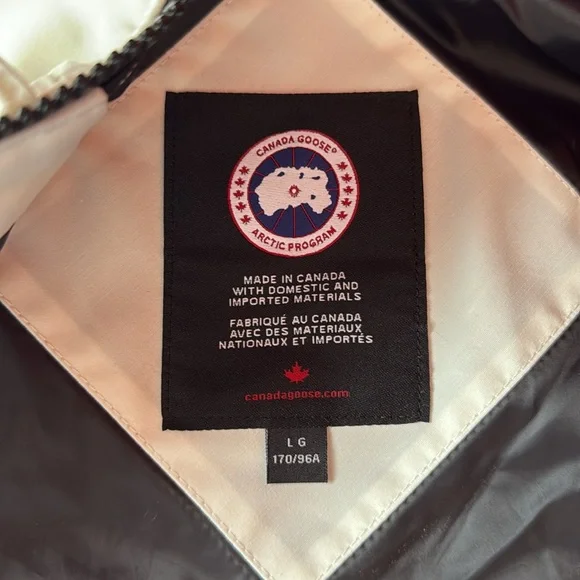 CANADA GOOSE®
ARCTIC PROGRAM
MADE IN CANADA
WITH DOMESTIC AND
IMPORTED MATERIALS
FABRIQUÉ AU CANADA
AVEC DES MATERIAUX
NATIONAUX ET IMPORTÉS
canadagoose.com
L G
170/96A